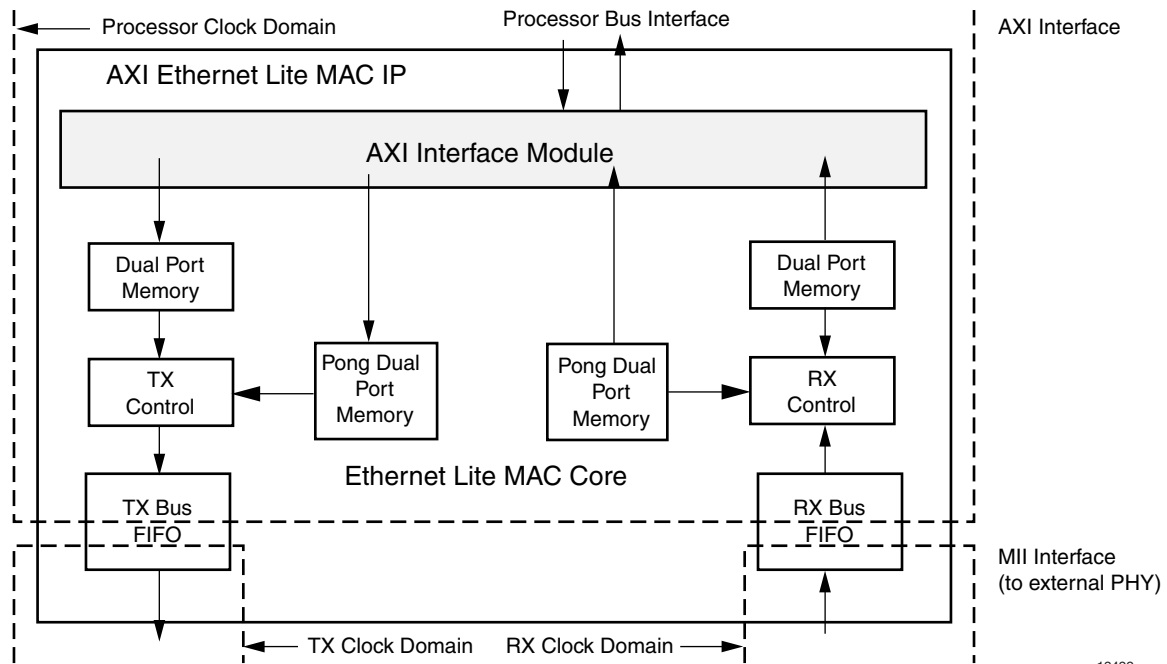 Processor Clock Domain
Processor Bus Interface
AXI Interface
AXI Ethernet Lite MAC IP
AXI Interface Module
Dual Port
Memory
Dual Port
Memory
TX
Control
Pong Dual
Port
Memory
Pong Dual
Port
Memory
RX
Control
Ethernet Lite MAC Core
TX Bus
FIFO
RX Bus
FIFO
MII Interface
(to external PHY)
TX Clock Domain
RX Clock Domain